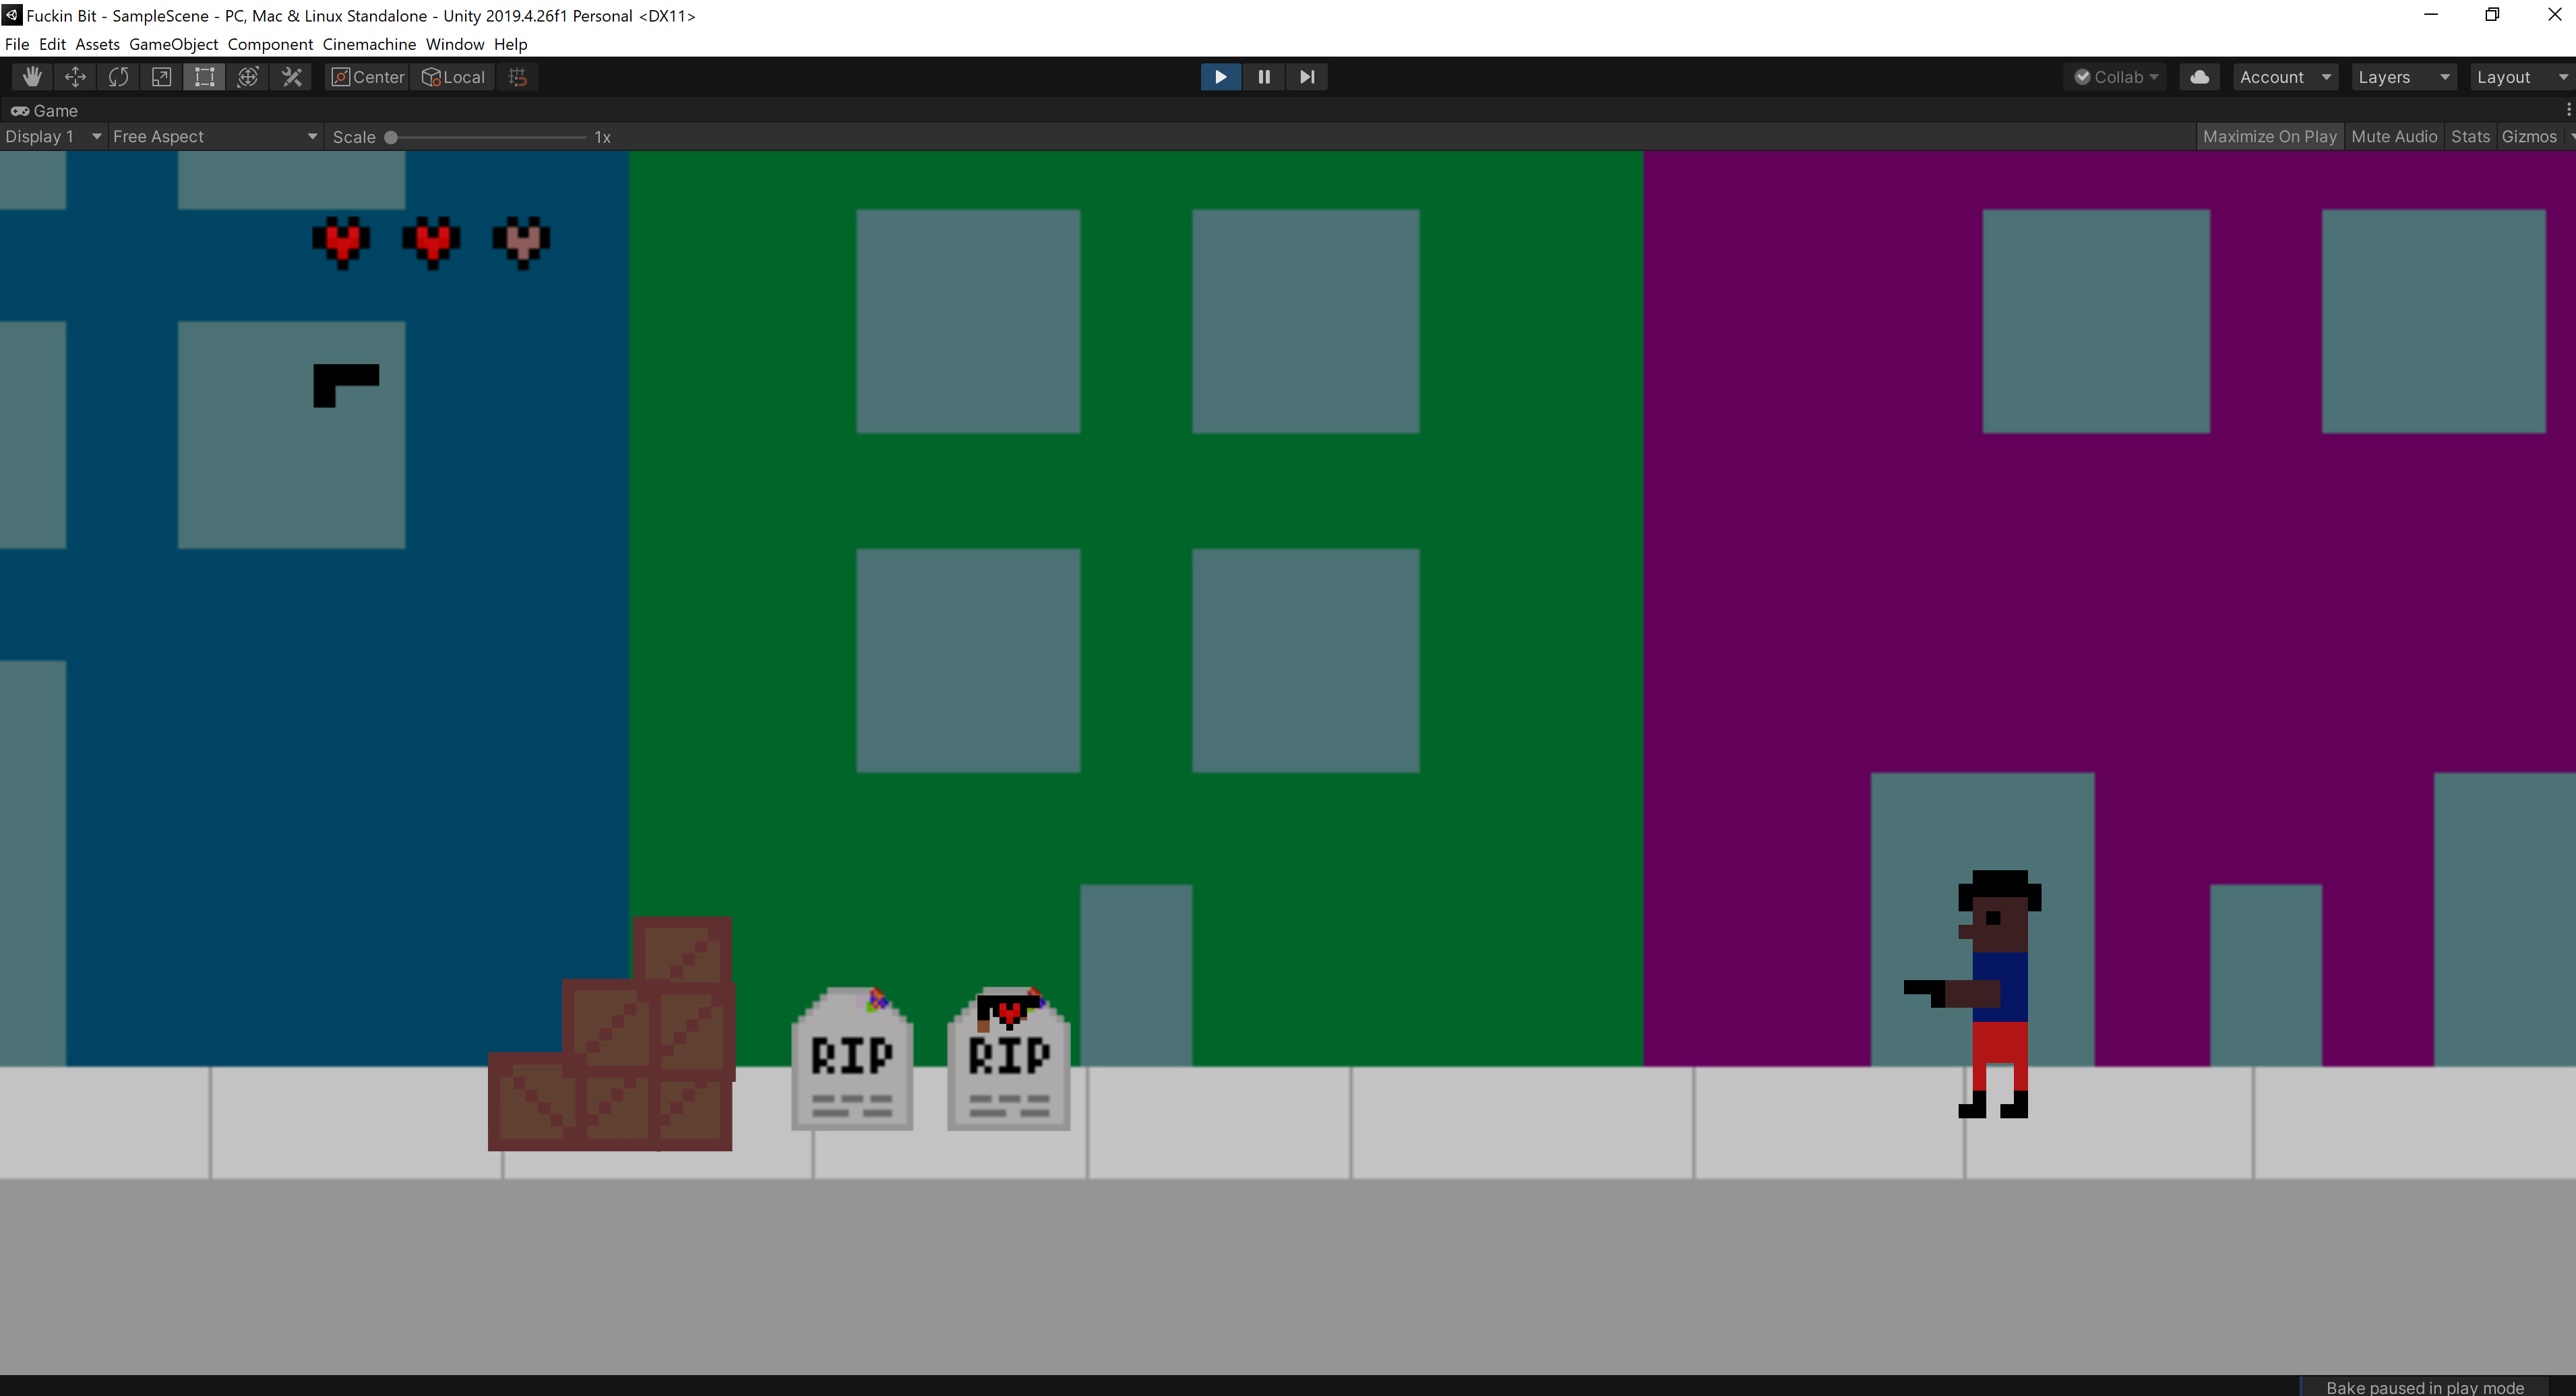 Fuckin Bit - SampleScene - PC, Mac & Linux Standalone - Unity 2019.4.26f1 Personal <DX11>
File Edit Assets GameObject Component Cinemachine Window Help
Center Local Collab Account Layers Layout
Game
Display 1 Free Aspect Scale 1x Maximize On Play Mute Audio Stats Gizmos
RIP RIP
Bake paused in play mode